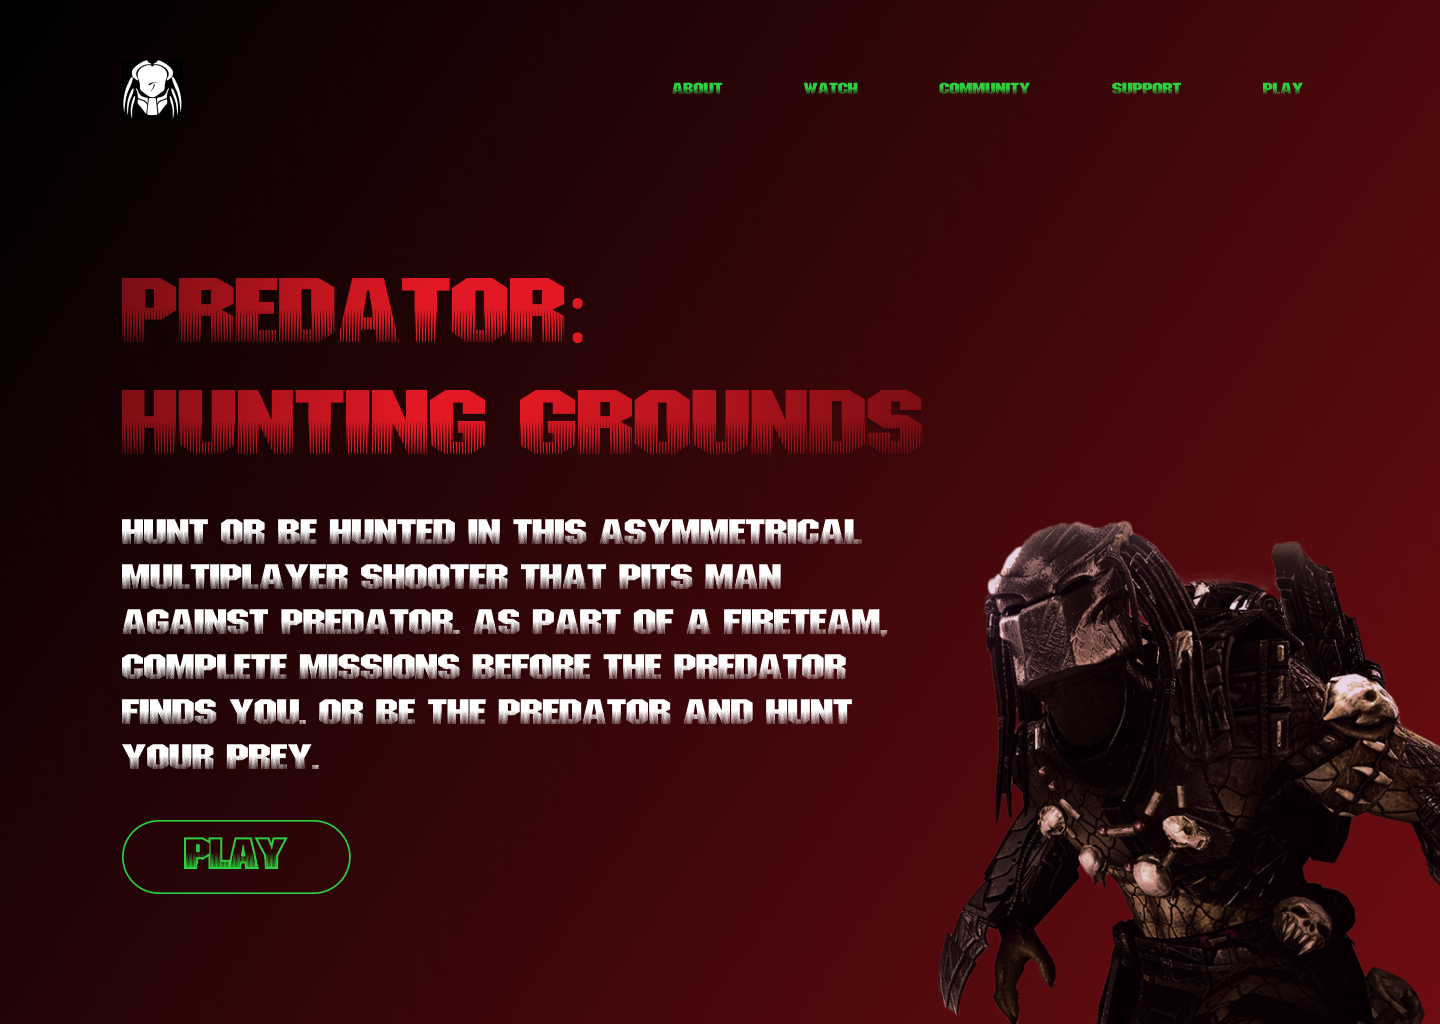 ABOUT WATCH COMMUNITY SUPPORT PLAY
PREDATOR:
HUNTING GROUNDS
HUNT OR BE HUNTED IN THIS ASYMMETRICAL
MULTIPLAYER SHOOTER THAT PITS MAN
AGAINST PREDATOR. AS PART OF A FIRETEAM,
COMPLETE MISSIONS BEFORE THE PREDATOR
FINDS YOU. OR BE THE PREDATOR AND HUNT
YOUR PREY.
PLAY